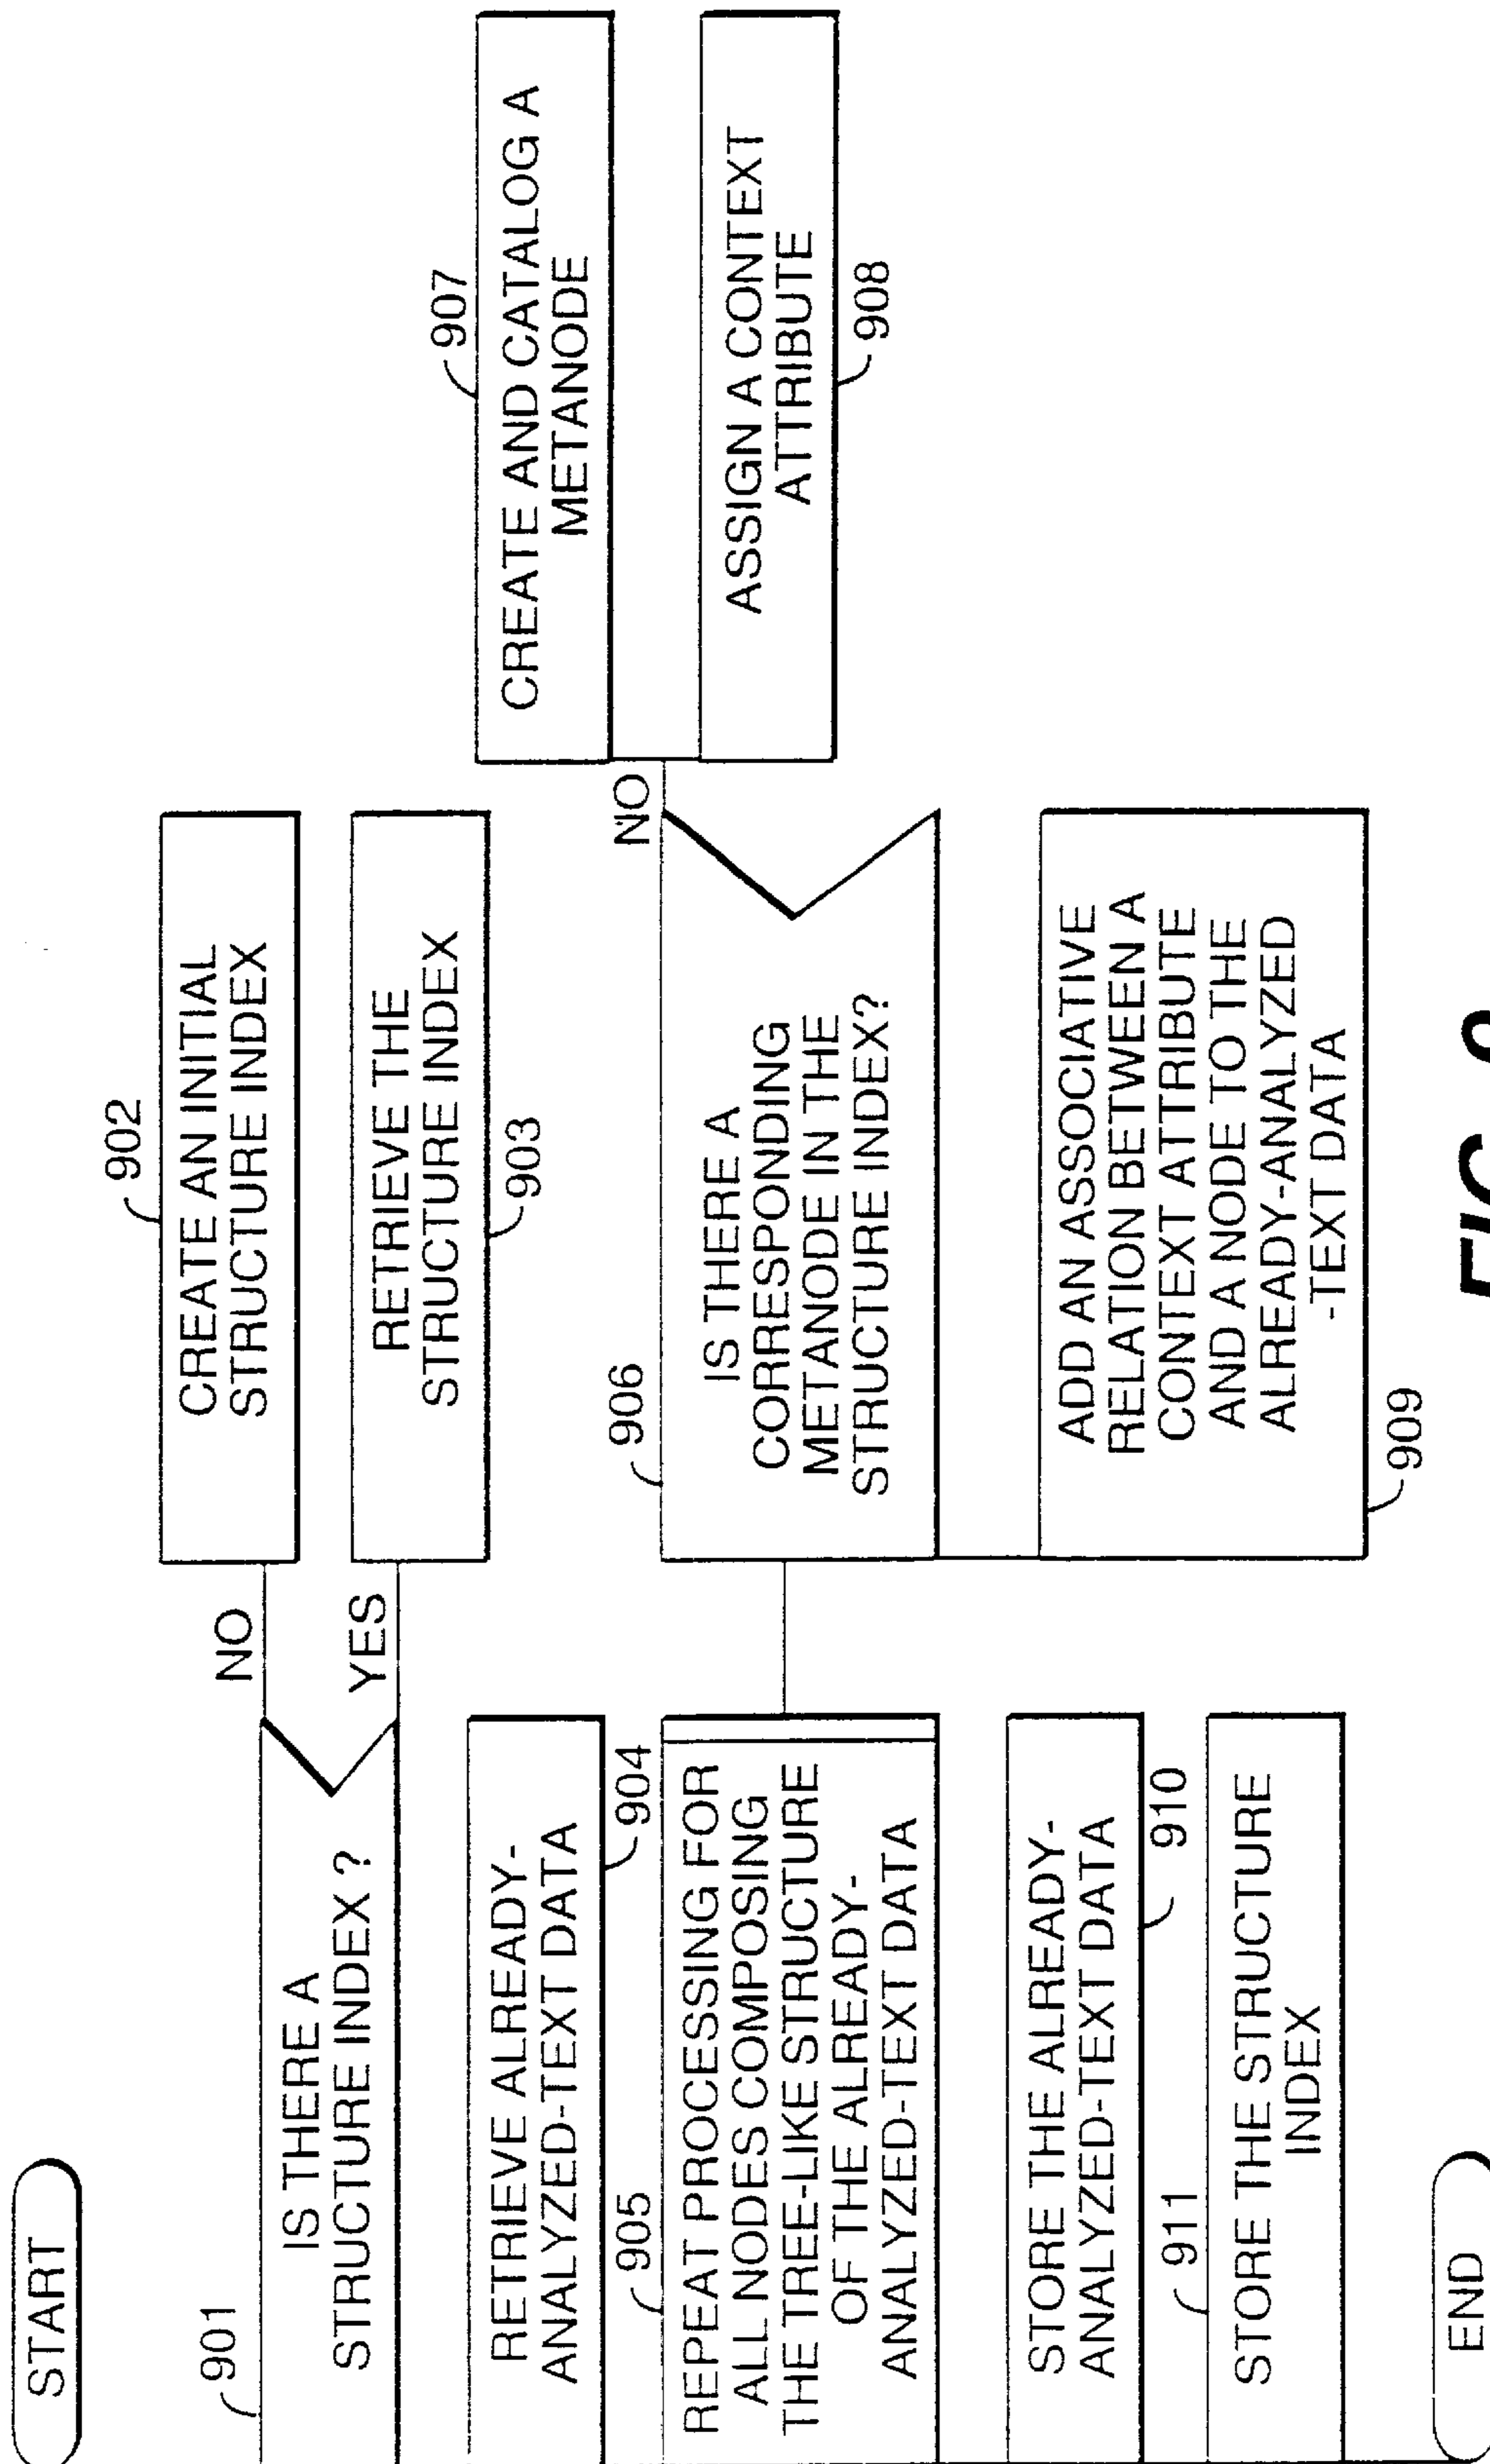 START
901
IS THERE A
STRUCTURE INDEX ?
NO
902
CREATE AN INITIAL
STRUCTURE INDEX
YES
RETRIEVE THE
STRUCTURE INDEX
903
RETRIEVE ALREADY-
ANALYZED-TEXT DATA
904
905
REPEAT PROCESSING FOR
ALL NODES COMPOSING
THE TREE-LIKE STRUCTURE
OF THE ALREADY-
ANALYZED-TEXT DATA
906
IS THERE A
CORRESPONDING
METANODE IN THE
STRUCTURE INDEX?
NO
907
CREATE AND CATALOG A
METANODE
ASSIGN A CONTEXT
ATTRIBUTE
908
ADD AN ASSOCIATIVE
RELATION BETWEEN A
CONTEXT ATTRIBUTE
AND A NODE TO THE
ALREADY-ANALYZED
-TEXT DATA
909
STORE THE ALREADY-
ANALYZED-TEXT DATA
910
911
STORE THE STRUCTURE
INDEX
END
FIG.